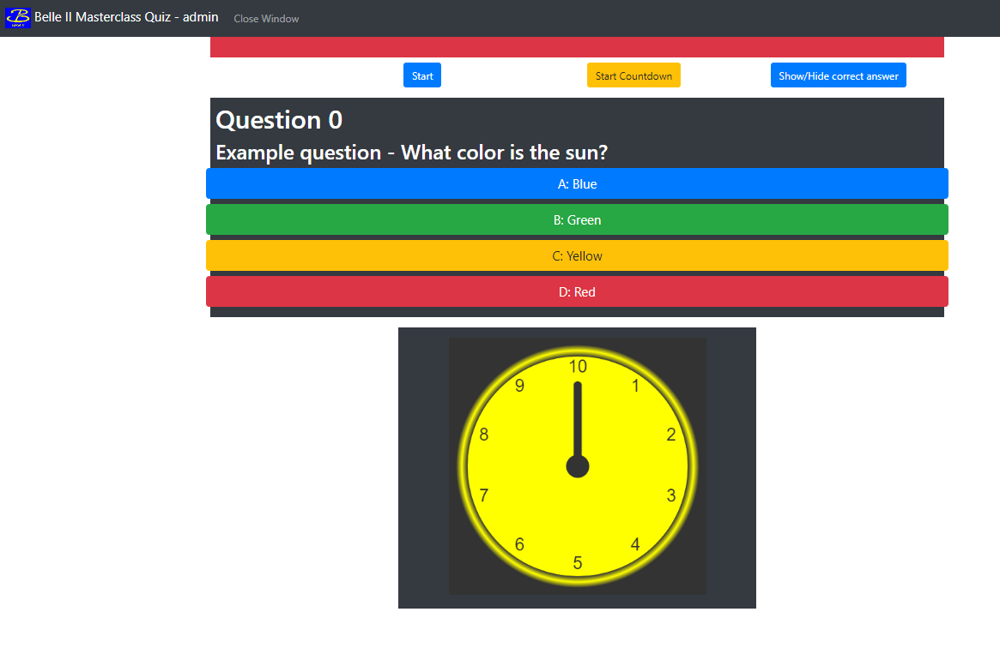 Belle II Masterclass Quiz - admin Close Window
Start Start Countdown Show/Hide correct answer
Question 0
Example question - What color is the sun?
A: Blue
B: Green
C: Yellow
D: Red
10
9 1
8 2
7 3
6 4
5